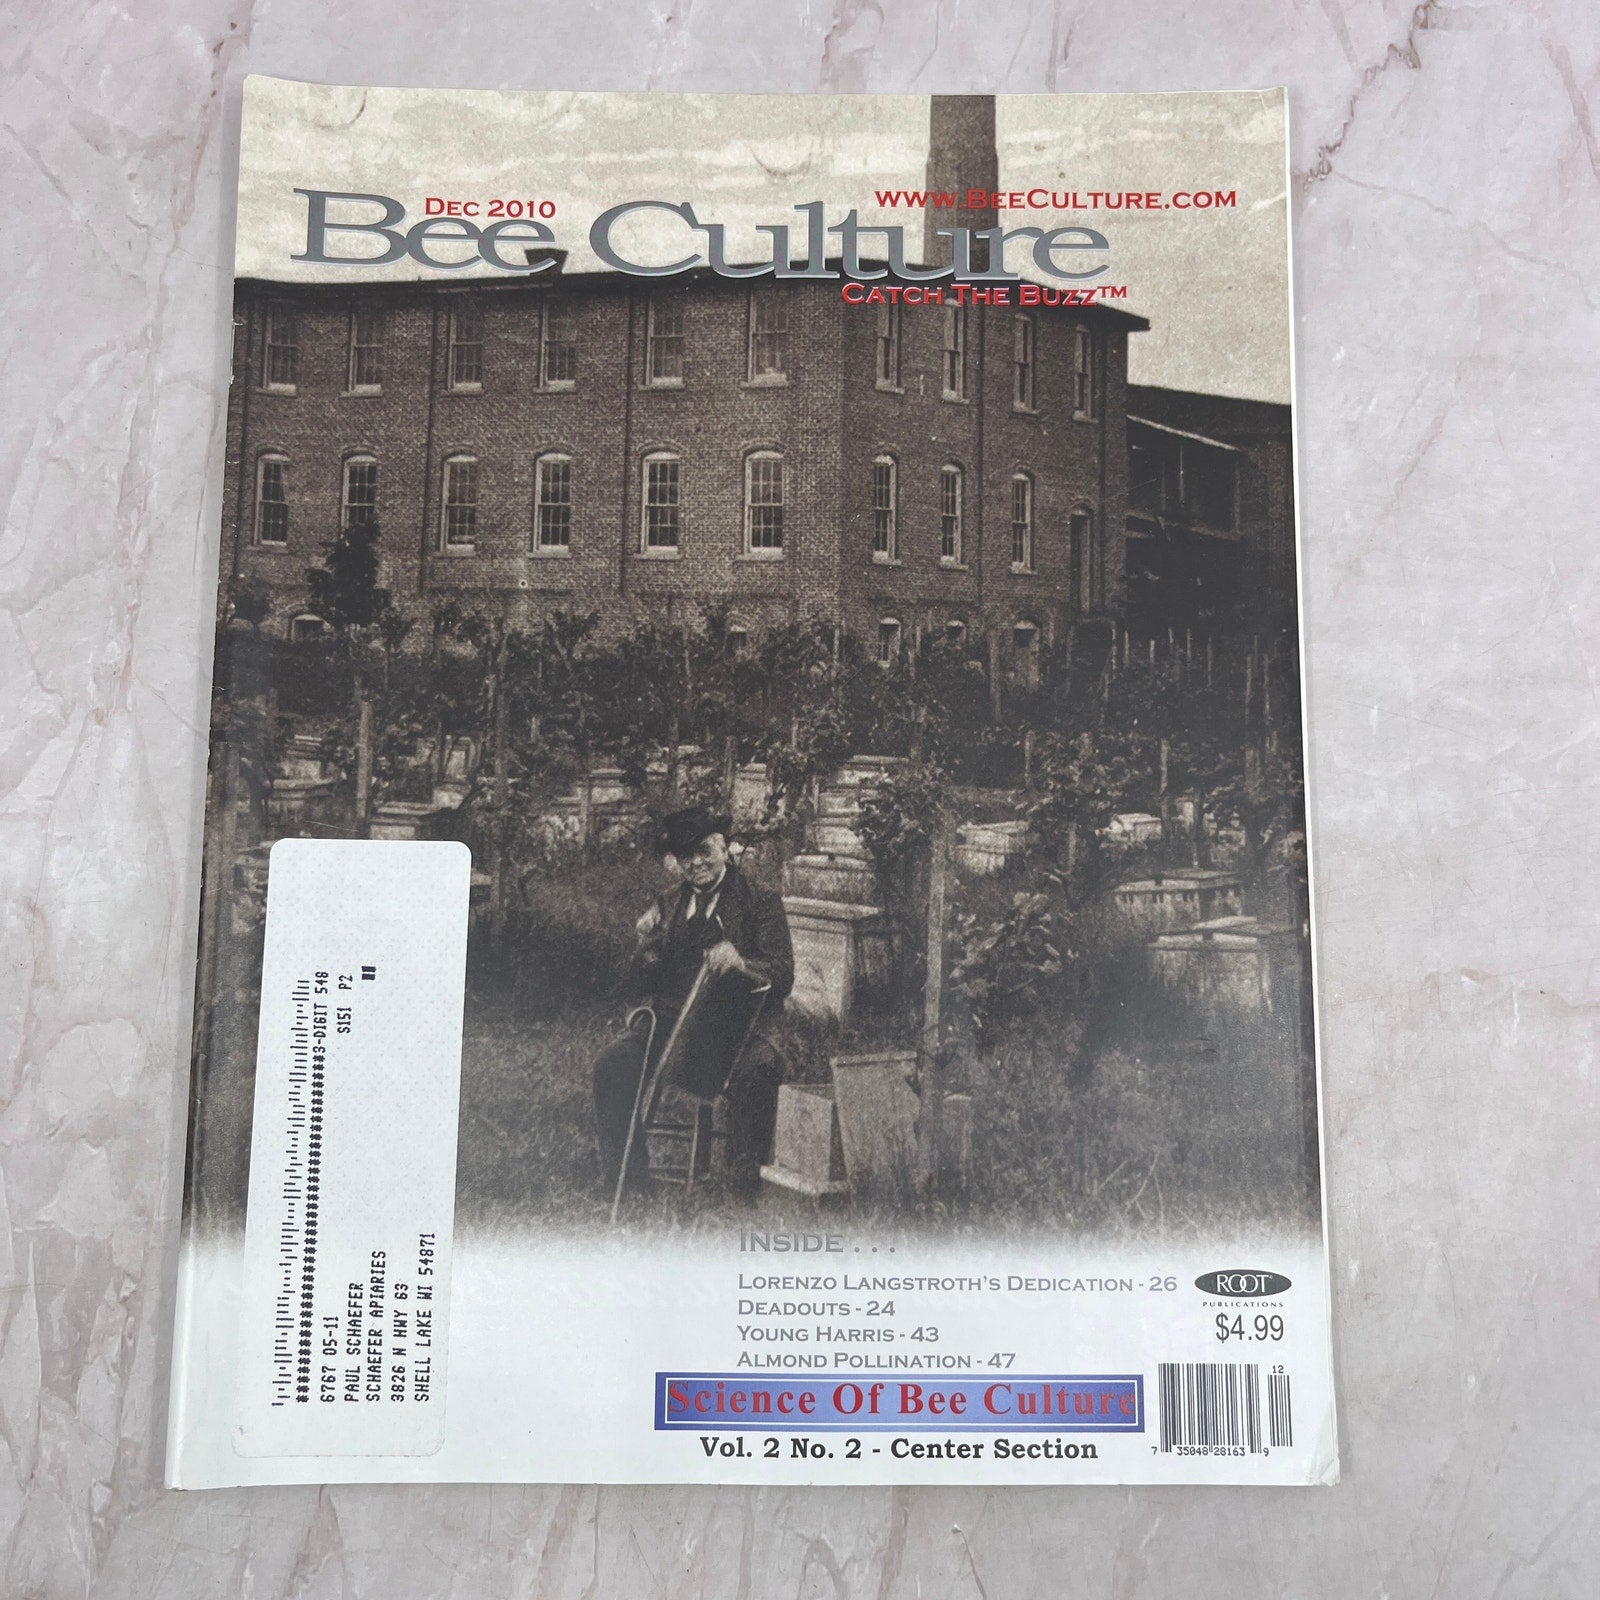 Dec 2010
www.BeeCulture.com
Bee Culture
Catch The Buzz™
************************3-DIGIT 548
S151 P2
6767 05-11
PAUL SCHAEFER
SCHAEFER APIARIES
3826 N HWY 63
SHELL LAKE WI 54871
Inside . . .
Lorenzo Langstroth's Dedication - 26
Deadouts - 24
Young Harris - 43
Almond Pollination - 47
ROOT®
PUBLICATIONS
$4.99
Science Of Bee Culture
Vol. 2 No. 2 - Center Section
12
7 35048 28163 9